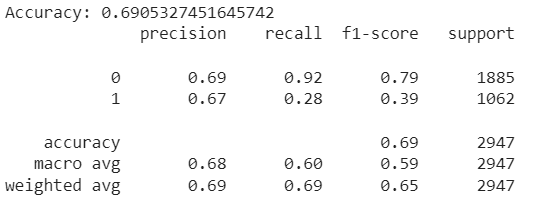 Accuracy: 0.6905327451645742
precision recall f1-score support
0 0.69 0.92 0.79 1885
1 0.67 0.28 0.39 1062
accuracy 0.69 2947
macro avg 0.68 0.60 0.59 2947
weighted avg 0.69 0.69 0.65 2947